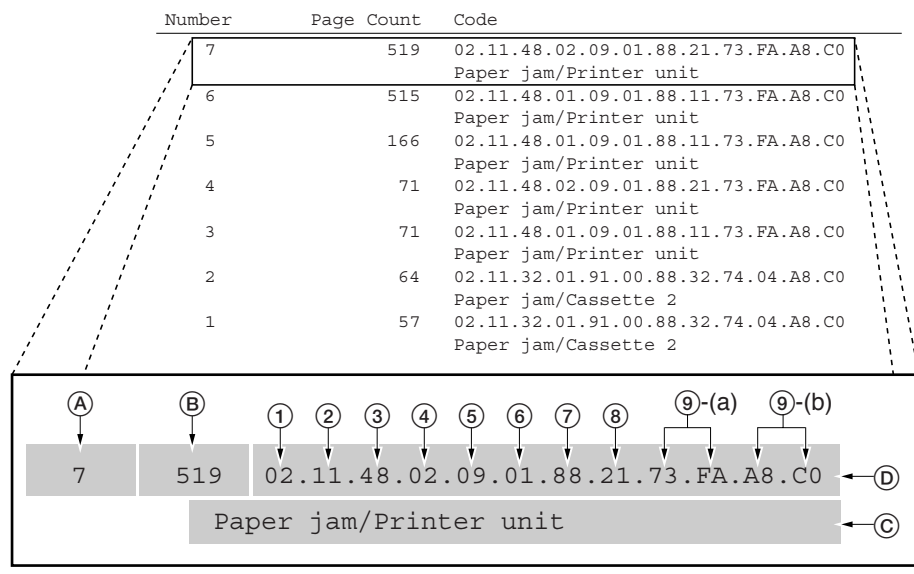 Number Page Count Code
7 519 02.11.48.02.09.01.88.21.73.FA.A8.C0
Paper jam/Printer unit
6 515 02.11.48.01.09.01.88.11.73.FA.A8.C0
Paper jam/Printer unit
5 166 02.11.48.01.09.01.88.11.73.FA.A8.C0
Paper jam/Printer unit
4 71 02.11.48.02.09.01.88.21.73.FA.A8.C0
Paper jam/Printer unit
3 71 02.11.48.01.09.01.88.11.73.FA.A8.C0
Paper jam/Printer unit
2 64 02.11.32.01.91.00.88.32.74.04.A8.C0
Paper jam/Cassette 2
1 57 02.11.32.01.91.00.88.32.74.04.A8.C0
Paper jam/Cassette 2
Ⓐ Ⓑ ① ② ③ ④ ⑤ ⑥ ⑦ ⑧ ⑨-(a) ⑨-(b)
7 519 02.11.48.02.09.01.88.21.73.FA.A8.C0 Ⓓ
Paper jam/Printer unit Ⓒ